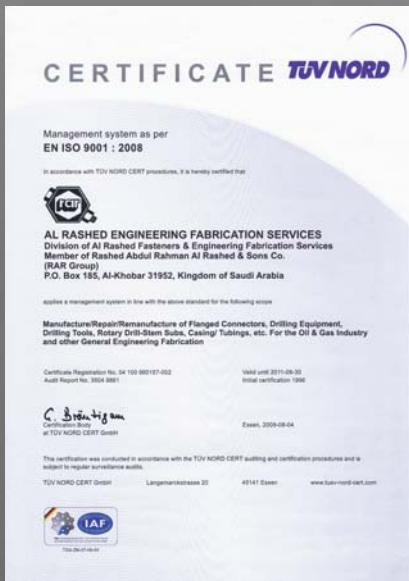 CERTIFICATE TÜV NORD
Management system as per
EN ISO 9001 : 2008
In accordance with TÜV NORD CERT procedures, it is hereby certified that
rar
AL RASHED ENGINEERING FABRICATION SERVICES
Division of Al Rashed Fasteners & Engineering Fabrication Services
Member of Rashed Abdul Rahman Al Rashed & Sons Co.
(RAR Group)
P.O. Box 185, Al-Khobar 31952, Kingdom of Saudi Arabia
applies a management system in line with the above standard for the following scope
Manufacture/Repair/Remanufacture of Flanged Connectors, Drilling Equipment,
Drilling Tools, Rotary Drill-Stem Subs, Casing/ Tubings, etc. For the Oil & Gas Industry
and other General Engineering Fabrication
Certificate Registration No. 04 100 980187-002 Valid until 2011-09-30
Audit Report No. 3504 9881 Initial certification 1996
Certification Body Essen, 2009-08-04
at TÜV NORD CERT GmbH
This certification was conducted in accordance with the TÜV NORD CERT auditing and certification procedures and is
subject to regular surveillance audits.
TÜV NORD CERT GmbH Langemarckstrasse 20 45141 Essen www.tuev-nord-cert.com
IAF